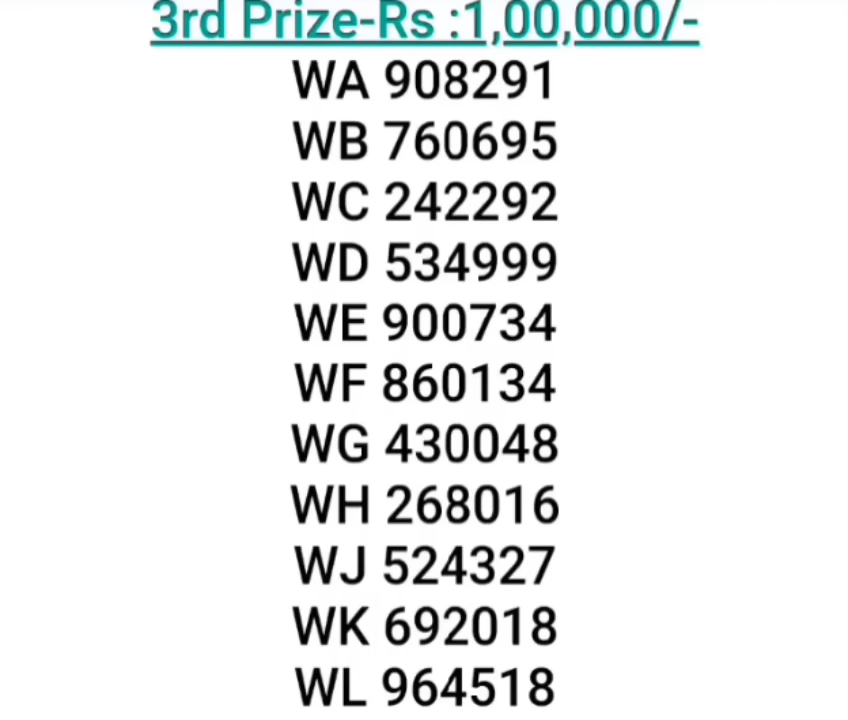 3rd Prize-Rs :1,00,000/-
WA 908291
WB 760695
WC 242292
WD 534999
WE 900734
WF 860134
WG 430048
WH 268016
WJ 524327
WK 692018
WL 964518